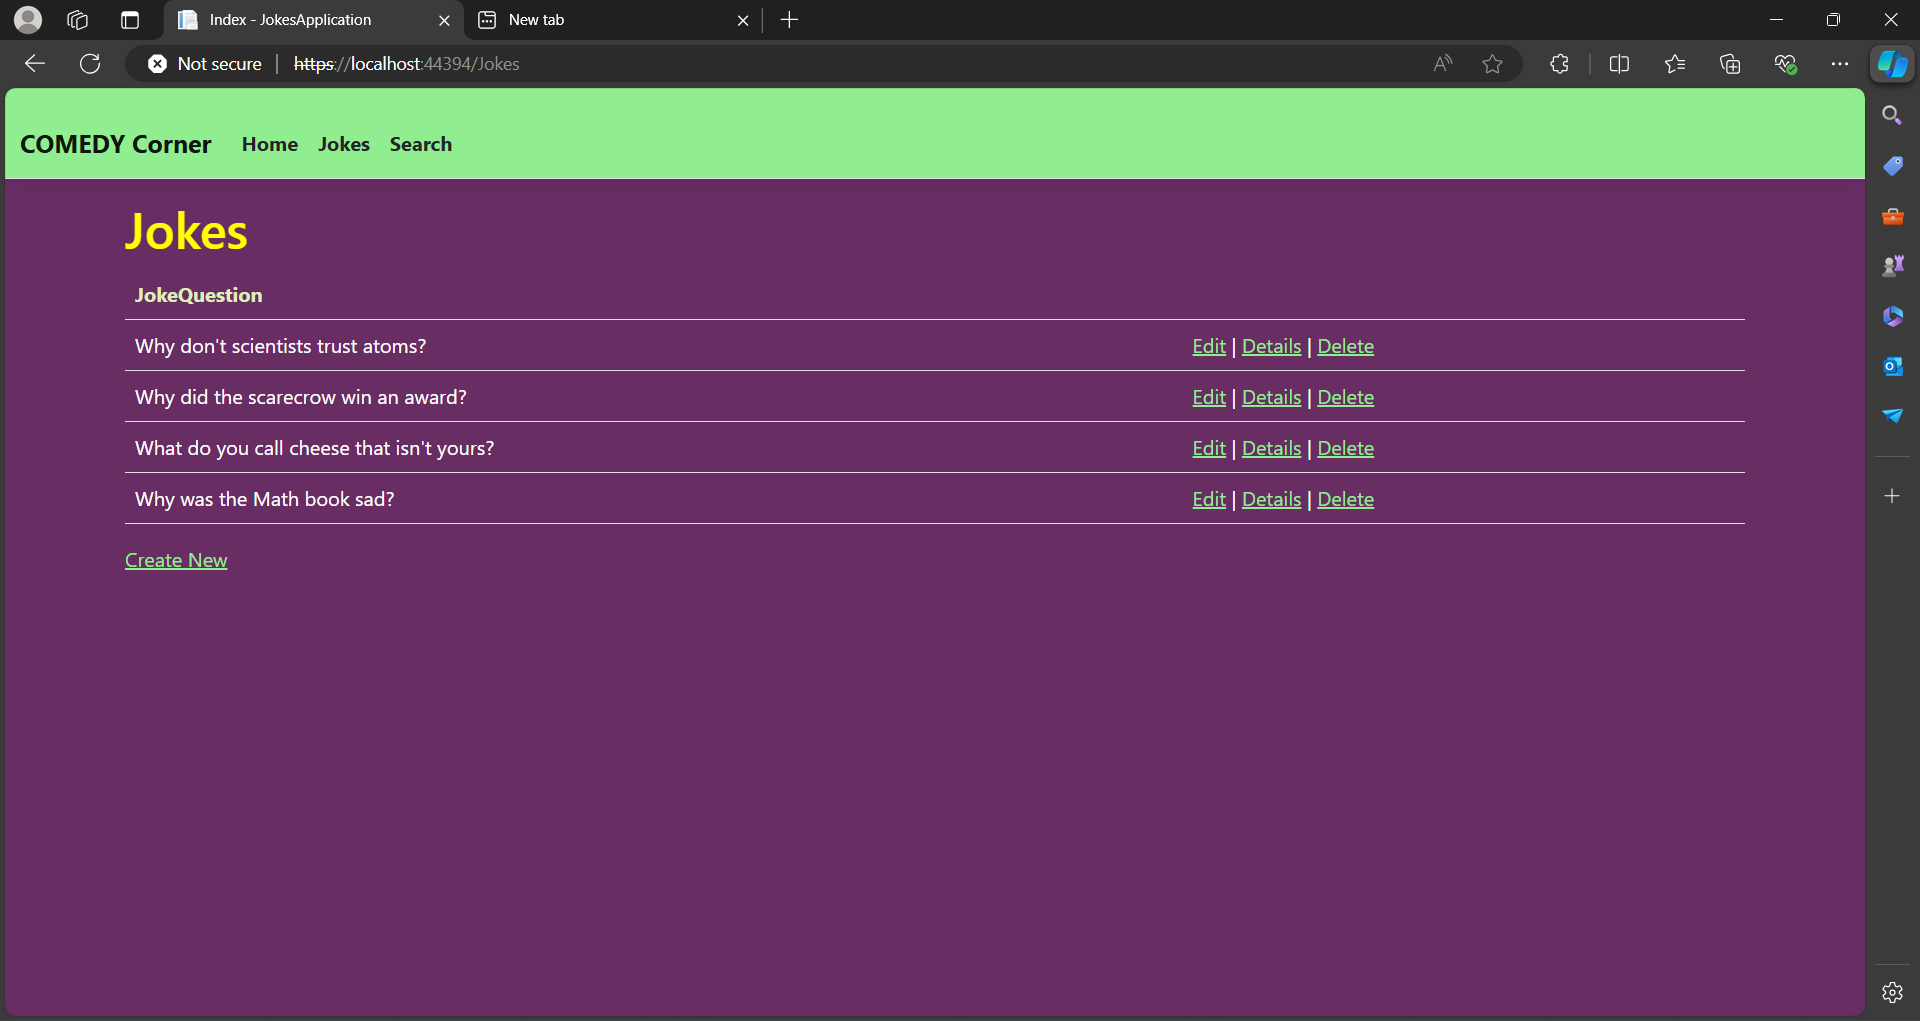 Index - JokesApplication
New tab
Not secure
https://localhost:44394/Jokes
COMEDY Corner Home Jokes Search
Jokes
JokeQuestion
Why don't scientists trust atoms? Edit | Details | Delete
Why did the scarecrow win an award? Edit | Details | Delete
What do you call cheese that isn't yours? Edit | Details | Delete
Why was the Math book sad? Edit | Details | Delete
Create New